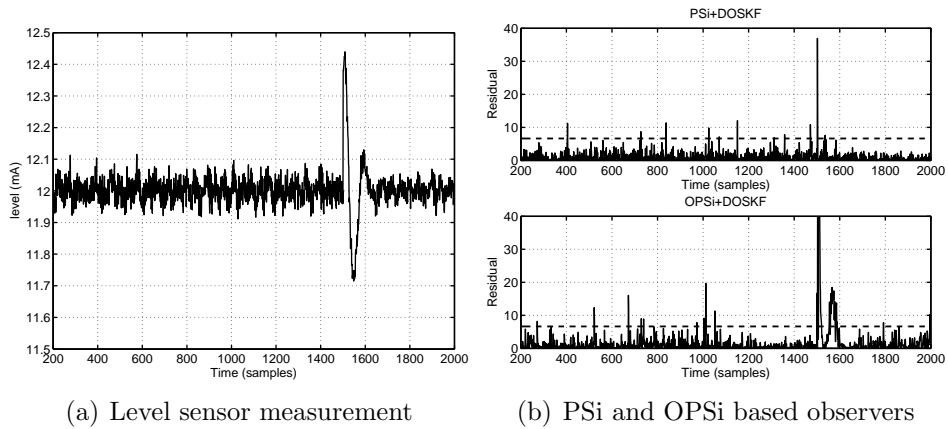 12.5
12.4
12.3
12.2
12.1
12
11.9
11.8
11.7
11.6
11.5
level (mA)
200 400 600 800 1000 1200 1400 1600 1800 2000
Time (samples)
(a) Level sensor measurement
PSi+DOSKF
40
30
20
10
0
Residual
200 400 600 800 1000 1200 1400 1600 1800 2000
Time (samples)
OPSi+DOSKF
40
30
20
10
0
Residual
200 400 600 800 1000 1200 1400 1600 1800 2000
Time (samples)
(b) PSi and OPSi based observers